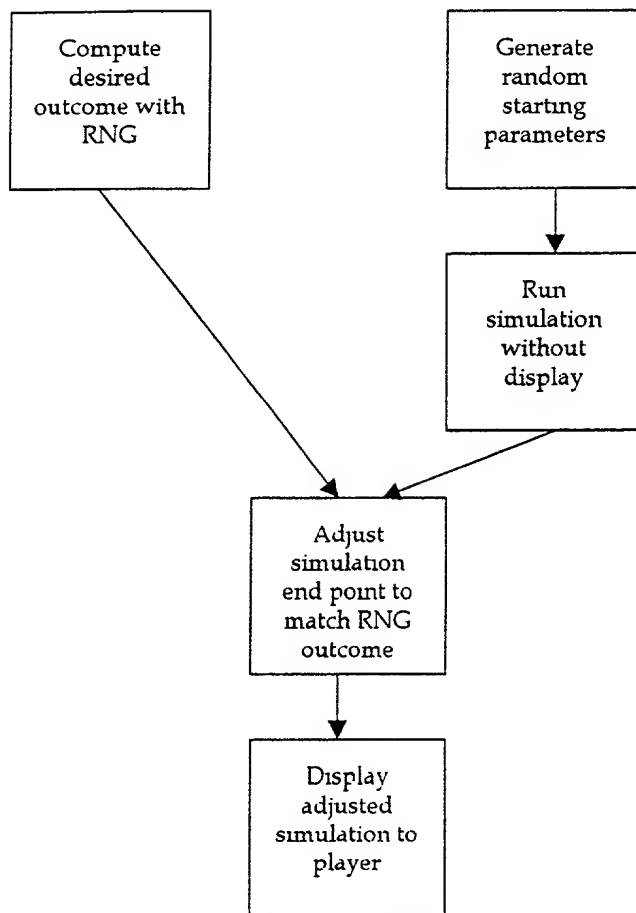 Compute
desired
outcome with
RNG
Generate
random
starting
parameters
Run
simulation
without
display
Adjust
simulation
end point to
match RNG
outcome
Display
adjusted
simulation to
player